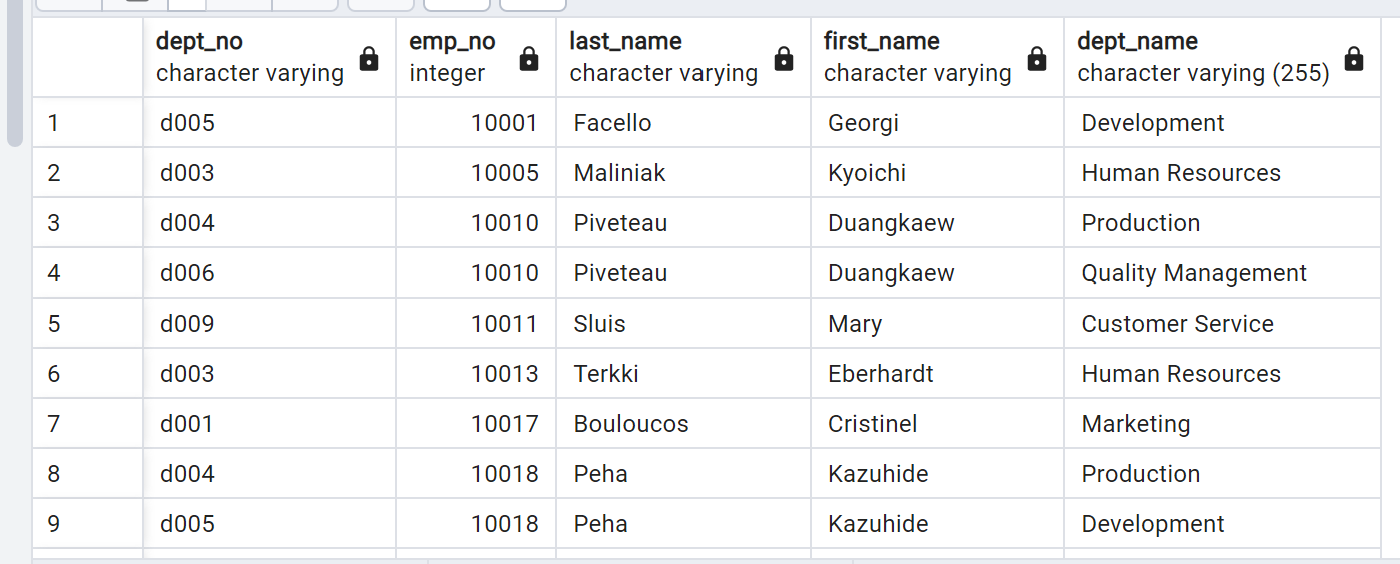 dept_no emp_no last_name first_name dept_name
character varying integer character varying character varying character varying (255)
1 d005 10001 Facello Georgi Development
2 d003 10005 Maliniak Kyoichi Human Resources
3 d004 10010 Piveteau Duangkaew Production
4 d006 10010 Piveteau Duangkaew Quality Management
5 d009 10011 Sluis Mary Customer Service
6 d003 10013 Terkki Eberhardt Human Resources
7 d001 10017 Bouloucos Cristinel Marketing
8 d004 10018 Peha Kazuhide Production
9 d005 10018 Peha Kazuhide Development